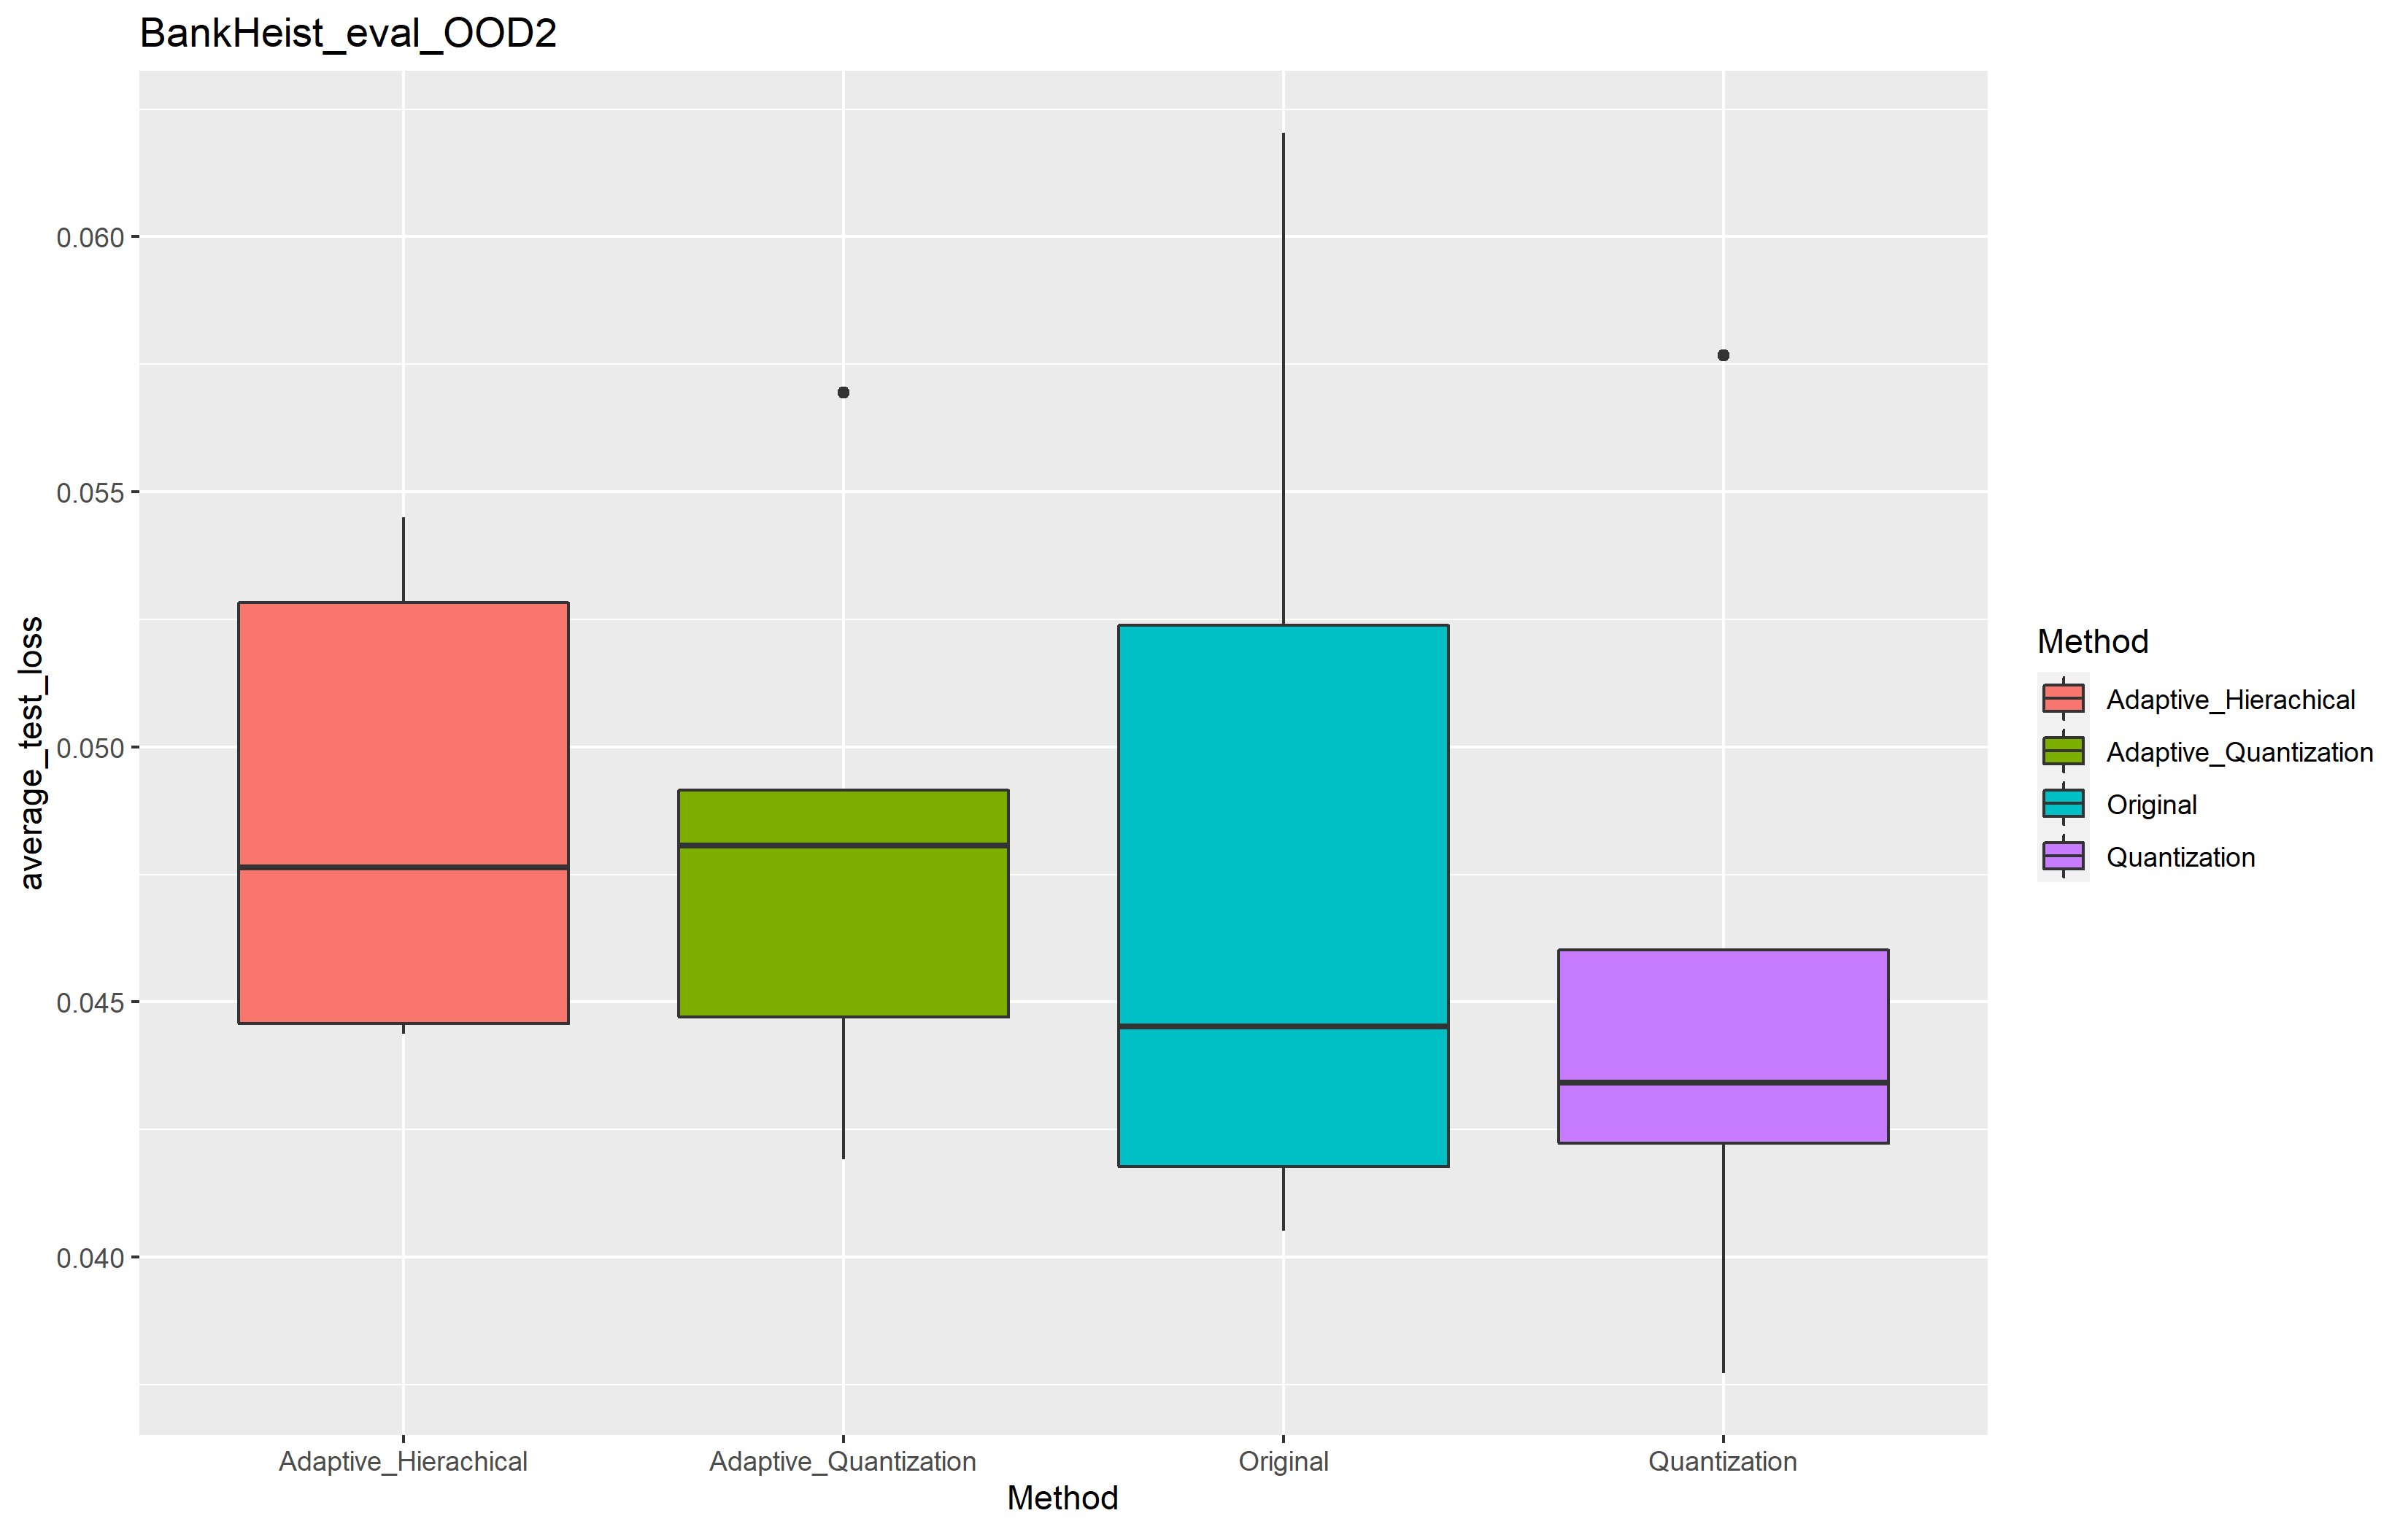 BankHeist_eval_OOD2
average_test_loss
0.060
0.055
0.050
0.045
0.040
Adaptive_Hierachical
Adaptive_Quantization
Original
Quantization
Method
Method
Adaptive_Hierachical
Adaptive_Quantization
Original
Quantization